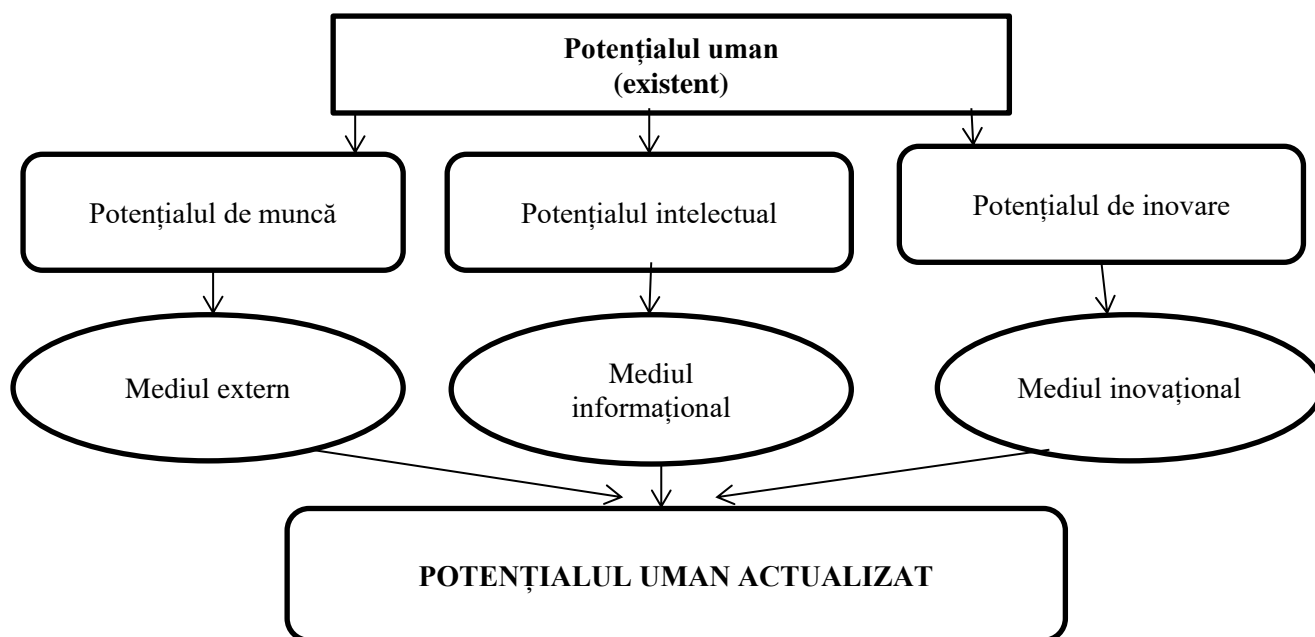 Potențialul uman
(existent)
Potențialul de muncă
Potențialul intelectual
Potențialul de inovare
Mediul extern
Mediul
informațional
Mediul inovațional
POTENȚIALUL UMAN ACTUALIZAT